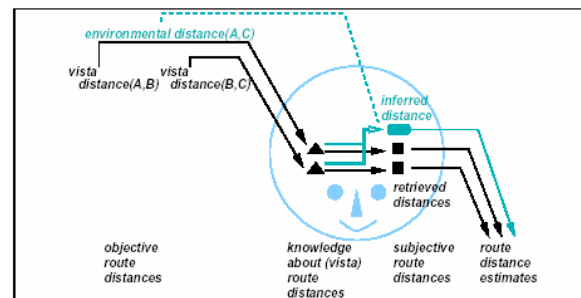 environmental distance(A,C)
vista
distance(A,B)
vista
distance(B,C)
inferred
distance
retrieved
distances
objective
route
distances
knowledge
about (vista)
route
distances
subjective
route
distances
route
distance
estimates